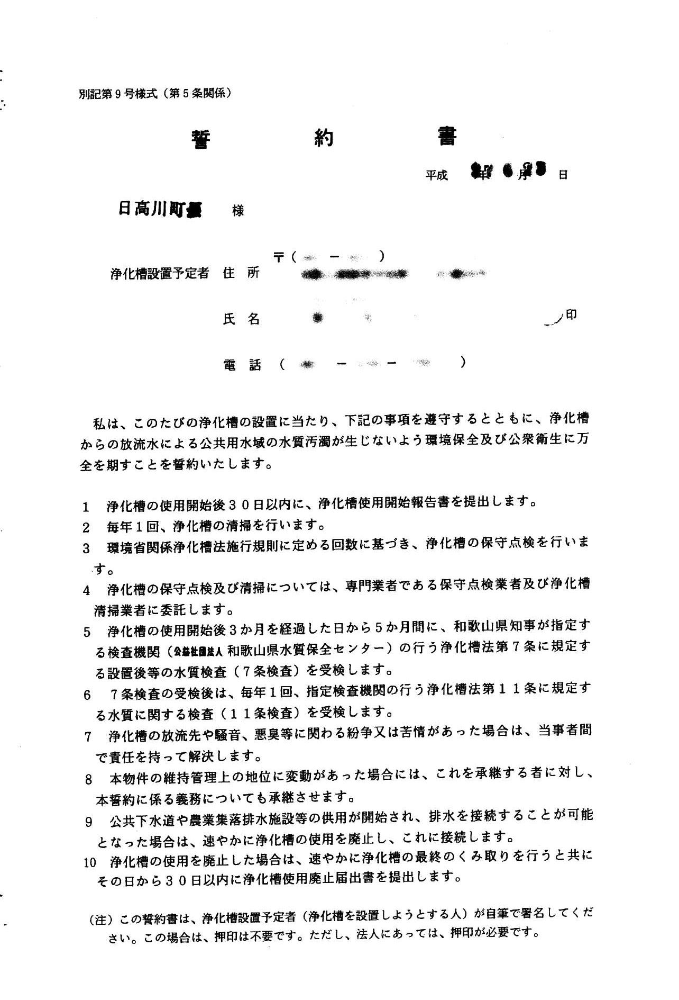 別記第９号様式（第５条関係）
誓約書
平成 年 月 日
日高川町 様
〒（ － ）
浄化槽設置予定者 住 所
氏 名 印
電 話 （ － － ）
私は、このたびの浄化槽の設置に当たり、下記の事項を遵守するとともに、浄化槽
からの放流水による公共用水域の水質汚濁が生じないよう環境保全及び公衆衛生に万
全を期すことを誓約いたします。
1 浄化槽の使用開始後３０日以内に、浄化槽使用開始報告書を提出します。
2 毎年１回、浄化槽の清掃を行います。
3 環境省関係浄化槽法施行規則に定める回数に基づき、浄化槽の保守点検を行いま
す。
4 浄化槽の保守点検及び清掃については、専門業者である保守点検業者及び浄化槽
清掃業者に委託します。
5 浄化槽の使用開始後３か月を経過した日から５か月間に、和歌山県知事が指定す
る検査機関（公益社団法人 和歌山県水質保全センター）の行う浄化槽法第７条に規定す
る設置後等の水質検査（７条検査）を受検します。
6 ７条検査の受検後は、毎年１回、指定検査機関の行う浄化槽法第１１条に規定す
る水質に関する検査（１１条検査）を受検します。
7 浄化槽の放流先や騒音、悪臭等に関わる紛争又は苦情があった場合は、当事者間
で責任を持って解決します。
8 本物件の維持管理上の地位に変動があった場合には、これを承継する者に対し、
本誓約に係る義務についても承継させます。
9 公共下水道や農業集落排水施設等の供用が開始され、排水を接続することが可能
となった場合は、速やかに浄化槽の使用を廃止し、これに接続します。
10 浄化槽の使用を廃止した場合は、速やかに浄化槽の最終のくみ取りを行うと共に
その日から３０日以内に浄化槽使用廃止届出書を提出します。
（注）この誓約書は、浄化槽設置予定者（浄化槽を設置しようとする人）が自筆で署名してくだ
さい。この場合は、押印は不要です。ただし、法人にあっては、押印が必要です。